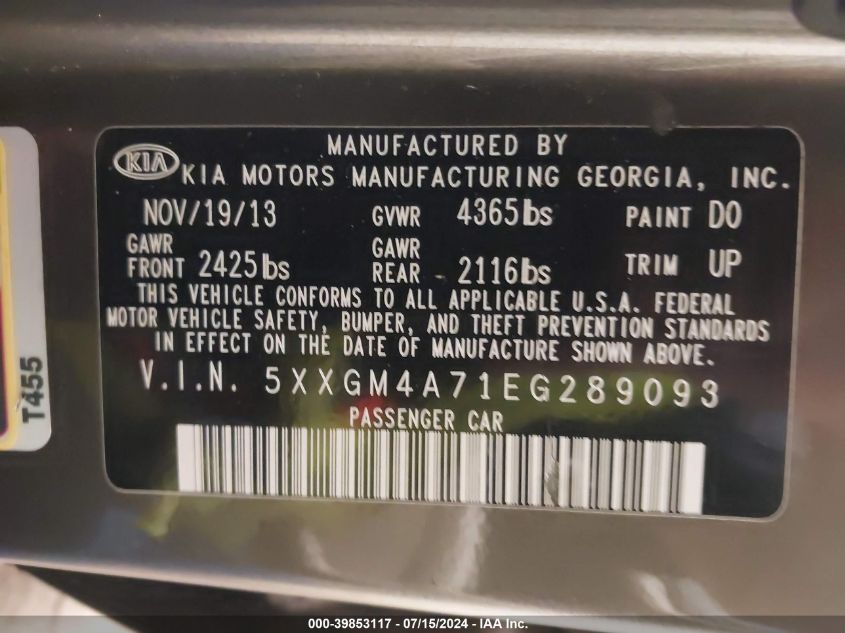 MANUFACTURED BY
KIA KIA MOTORS MANUFACTURING GEORGIA, INC.
NOV/19/13 GVWR 4365lbs PAINT DO
GAWR FRONT 2425lbs GAWR REAR 2116lbs TRIM UP
THIS VEHICLE CONFORMS TO ALL APPLICABLE U.S.A. FEDERAL
MOTOR VEHICLE SAFETY, BUMPER, AND THEFT PREVENTION STANDARDS
IN EFFECT ON THE DATE OF MANUFACTURE SHOWN ABOVE.
V.I.N. 5XXGM4A71EG289093
PASSENGER CAR
T455
000-39853117 - 07/15/2024 - IAA Inc.